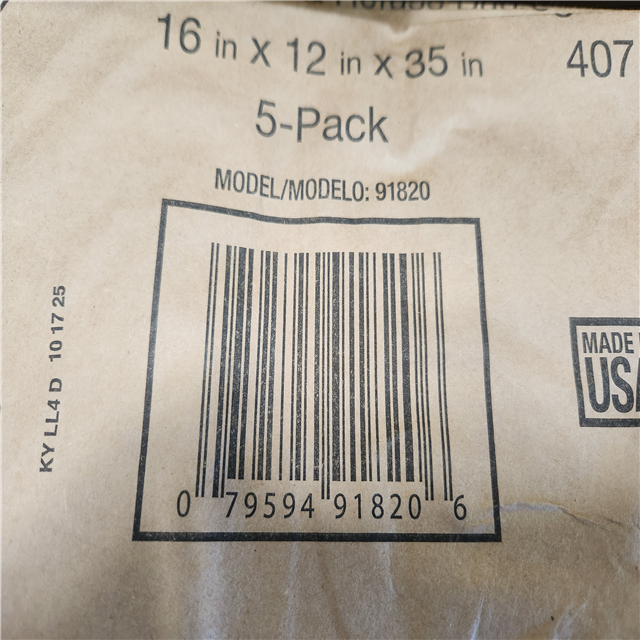 16 in x 12 in x 35 in
407
5-Pack
MODEL/MODELO: 91820
KY LL4 D 10 17 25
MADE
USA
0 79594 91820 6